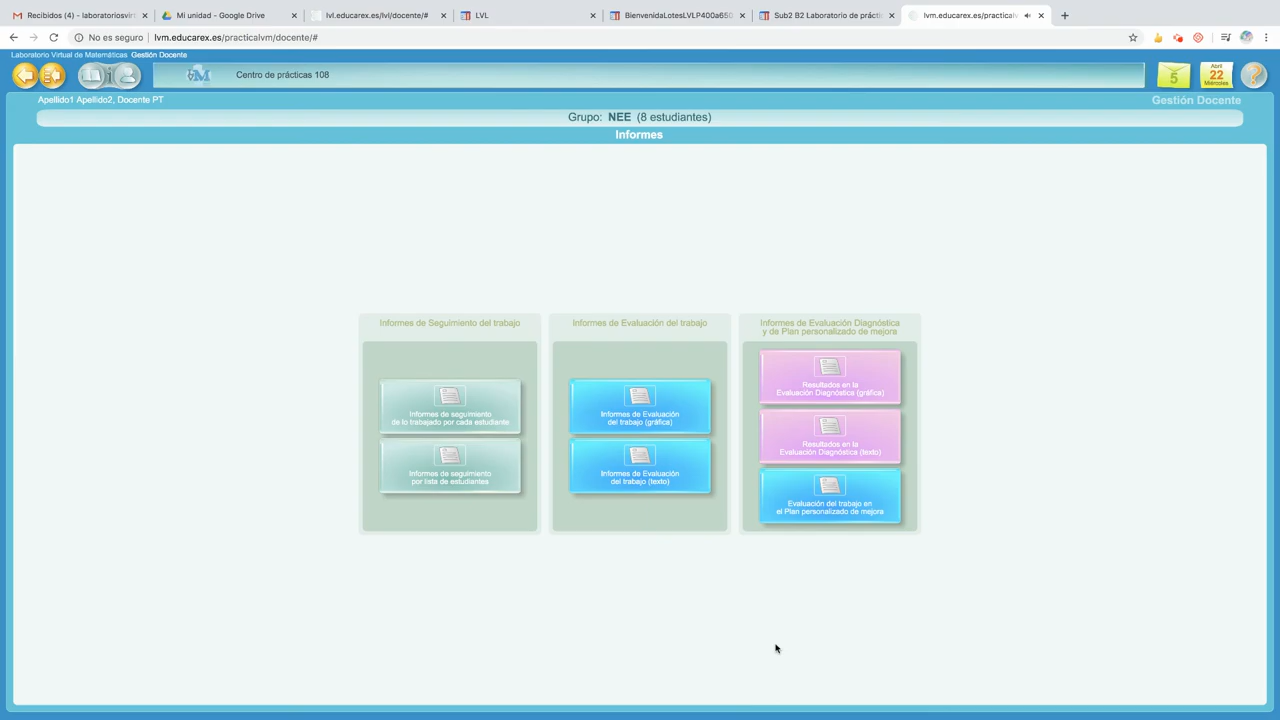 Recibidos (4) - laboratoriosvir
Mi unidad - Google Drive
lvl.educarex.es/lvl/docente/#
LVL
BienvenidaLotesLVLP400a650
Sub2 B2 Laboratorio de prácti
lvm.educarex.es/practicalvm/
No es seguro
lvm.educarex.es/practicalvm/docente/#
Laboratorio Virtual de Matemáticas Gestión Docente
Centro de prácticas 108
5
Abril
22
Miércoles
?
Apellido1 Apellido2, Docente PT
Gestión Docente
Grupo: NEE (8 estudiantes)
Informes
Informes de Seguimiento del trabajo
Informes de seguimiento
de lo trabajado por cada estudiante
Informes de seguimiento
por lista de estudiantes
Informes de Evaluación del trabajo
Informes de Evaluación
del trabajo (gráfica)
Informes de Evaluación
del trabajo (texto)
Informes de Evaluación Diagnóstica
y de Plan personalizado de mejora
Resultados en la
Evaluación Diagnóstica (gráfica)
Resultados en la
Evaluación Diagnóstica (texto)
Evaluación del trabajo en
el Plan personalizado de mejora